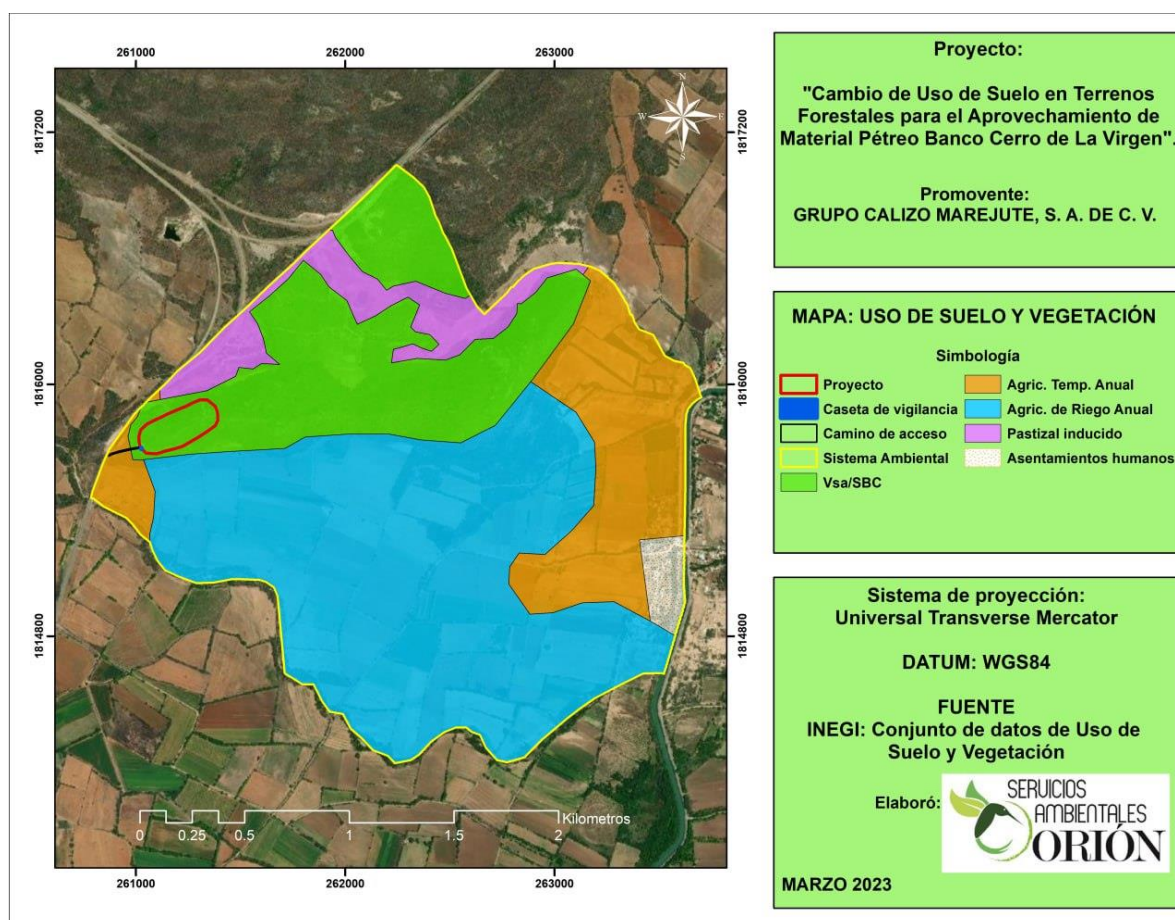 261000
262000
263000
1817200
1816000
1814800
1817200
1816000
1814800
N
W
E
S
0
0.25
0.5
1
1.5
2
Kilometros
261000
262000
263000
Proyecto:
"Cambio de Uso de Suelo en Terrenos
Forestales para el Aprovechamiento de
Material Pétreo Banco Cerro de La Virgen".
Promovente:
GRUPO CALIZO MAREJUTE, S. A. DE C. V.
MAPA: USO DE SUELO Y VEGETACIÓN
Simbología
Proyecto
Caseta de vigilancia
Camino de acceso
Sistema Ambiental
Vsa/SBC
Agric. Temp. Anual
Agric. de Riego Anual
Pastizal inducido
Asentamientos humanos
Sistema de proyección:
Universal Transverse Mercator
DATUM: WGS84
FUENTE
INEGI: Conjunto de datos de Uso de
Suelo y Vegetación
Elaboró:
SERVICIOS
AMBIENTALES
ORIÓN
MARZO 2023